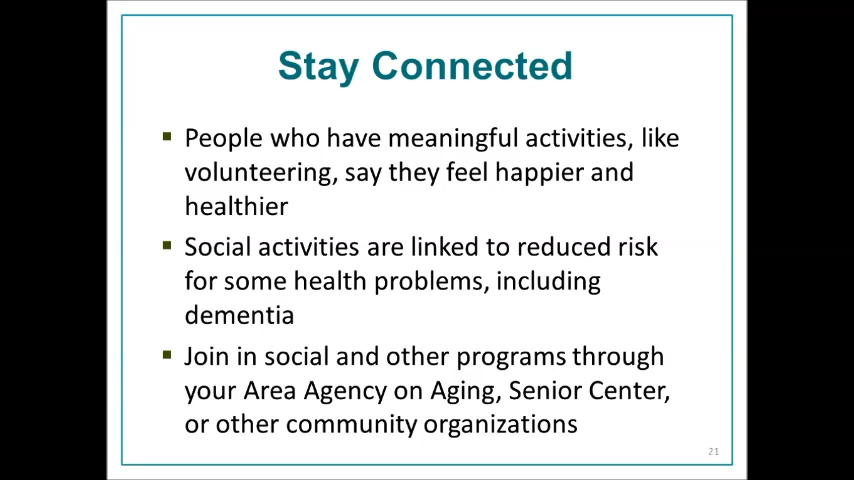 Stay Connected
▪ People who have meaningful activities, like
volunteering, say they feel happier and
healthier
▪ Social activities are linked to reduced risk
for some health problems, including
dementia
▪ Join in social and other programs through
your Area Agency on Aging, Senior Center,
or other community organizations
21